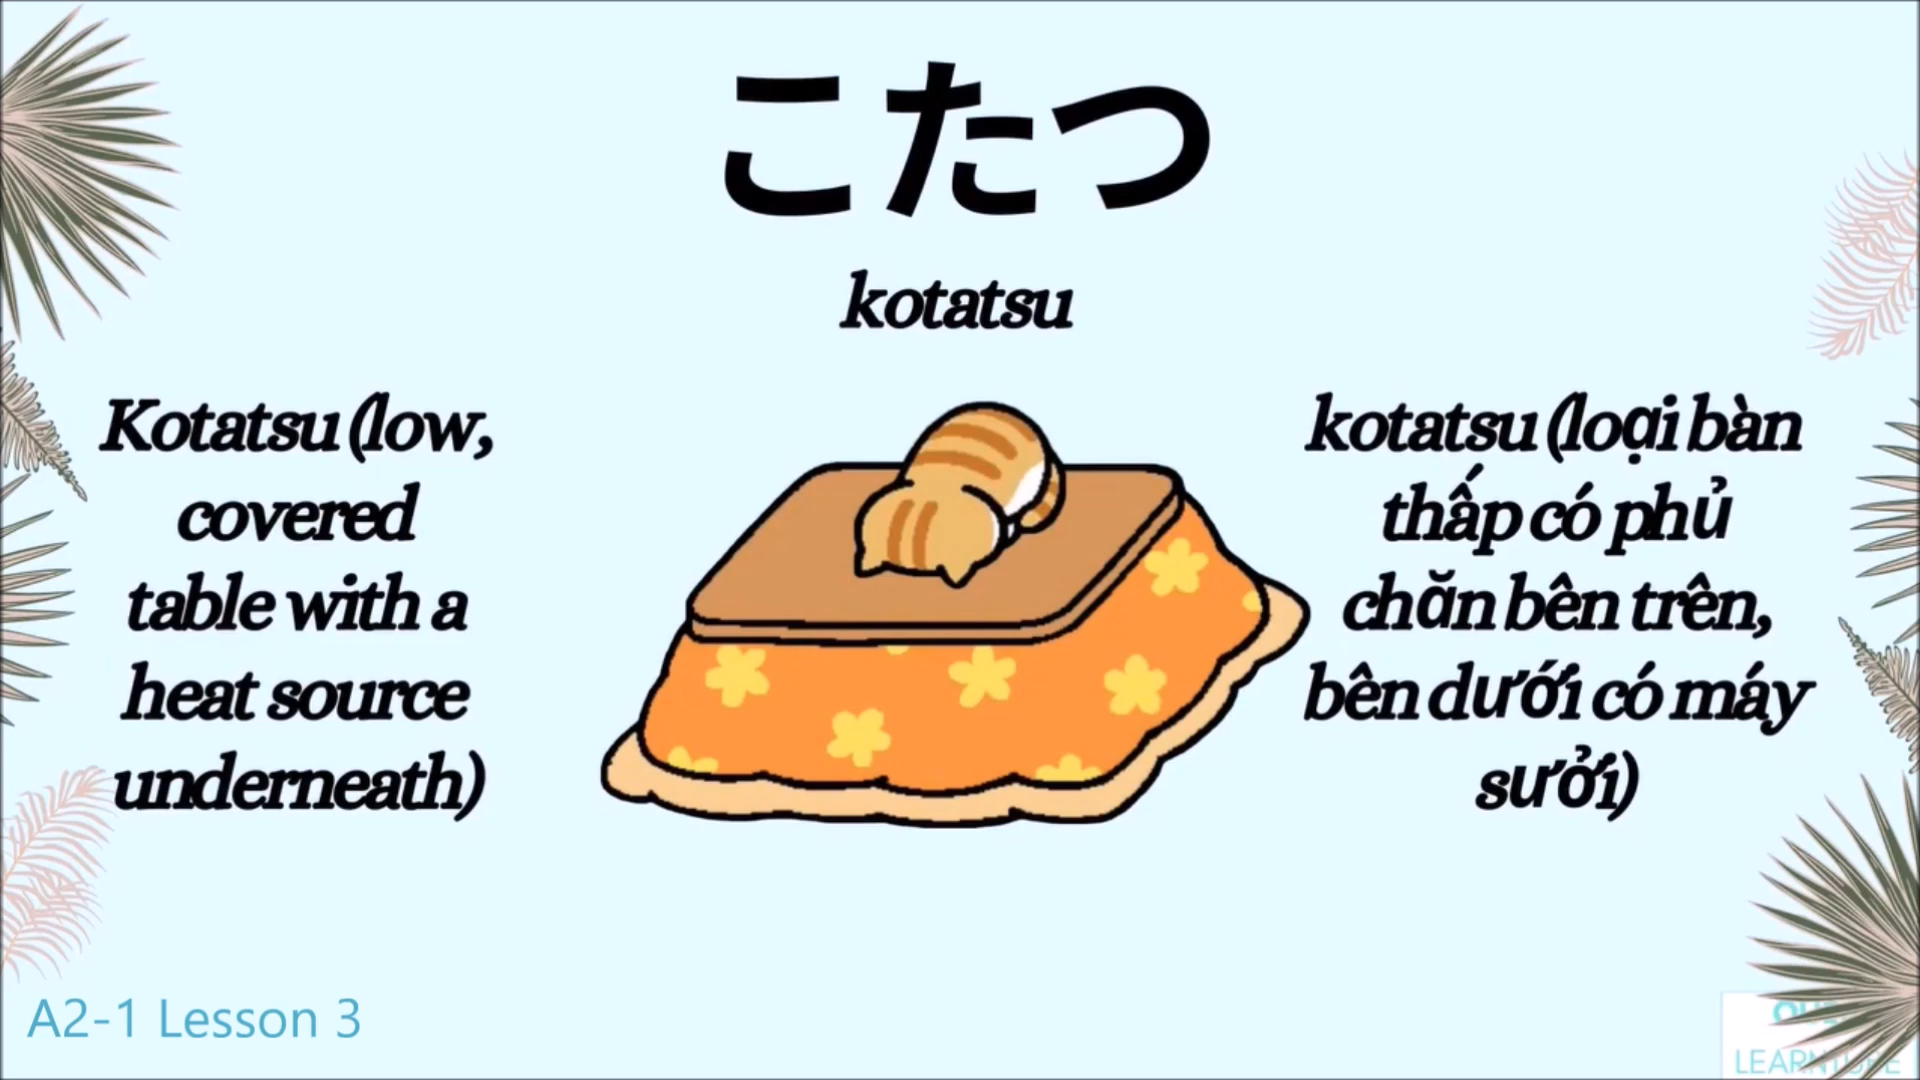 こたつ
kotatsu
Kotatsu (low,
covered
table with a
heat source
underneath)
kotatsu (loại bàn
thấp có phủ
chăn bên trên,
bên dưới có máy
sưởi)
A2-1 Lesson 3